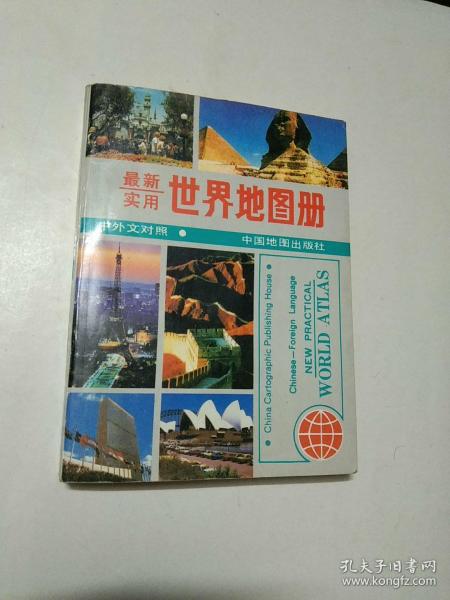 最新
实用
世界地图册
中外文对照
中国地图出版社
China Cartographic Publishing House
Chinese—Foreign Language
NEW PRACTICAL
WORLD ATLAS
孔夫子旧书网
www.kongfz.com